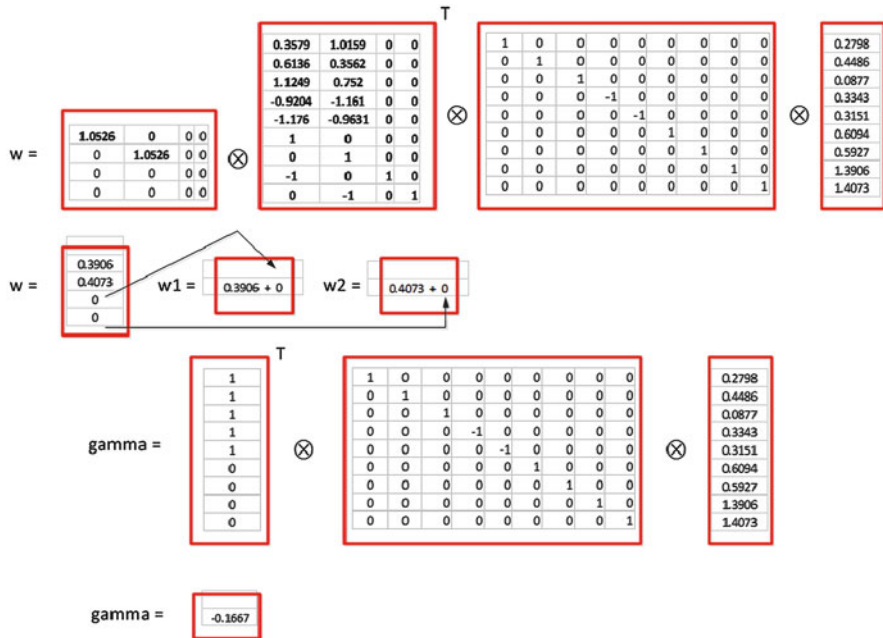 T
0.3579 1.0159 0 0
0.6136 0.3562 0 0
1.1249 0.752 0 0
-0.9204 -1.161 0 0
-1.176 -0.9631 0 0
1 0 0 0
0 1 0 0
-1 0 1 0
0 -1 0 1
1 0 0 0 0 0 0 0 0
0 1 0 0 0 0 0 0 0
0 0 1 0 0 0 0 0 0
0 0 0 -1 0 0 0 0 0
0 0 0 0 -1 0 0 0 0
0 0 0 0 0 1 0 0 0
0 0 0 0 0 0 1 0 0
0 0 0 0 0 0 0 1 0
0 0 0 0 0 0 0 0 1
0.2798
0.4486
0.0877
0.3343
0.3151
0.6094
0.5927
1.3906
1.4073
w =
1.0526 0 0 0
0 1.0526 0 0
0 0 0 0
0 0 0 0
⊗
⊗
⊗
w =
0.3906
0.4073
0
0
w1 =
0.3906 + 0
w2 =
0.4073 + 0
T
gamma =
1
1
1
1
1
0
0
0
0
⊗
1 0 0 0 0 0 0 0 0
0 1 0 0 0 0 0 0 0
0 0 1 0 0 0 0 0 0
0 0 0 -1 0 0 0 0 0
0 0 0 0 -1 0 0 0 0
0 0 0 0 0 1 0 0 0
0 0 0 0 0 0 1 0 0
0 0 0 0 0 0 0 1 0
0 0 0 0 0 0 0 0 1
⊗
0.2798
0.4486
0.0877
0.3343
0.3151
0.6094
0.5927
1.3906
1.4073
gamma =
-0.1667